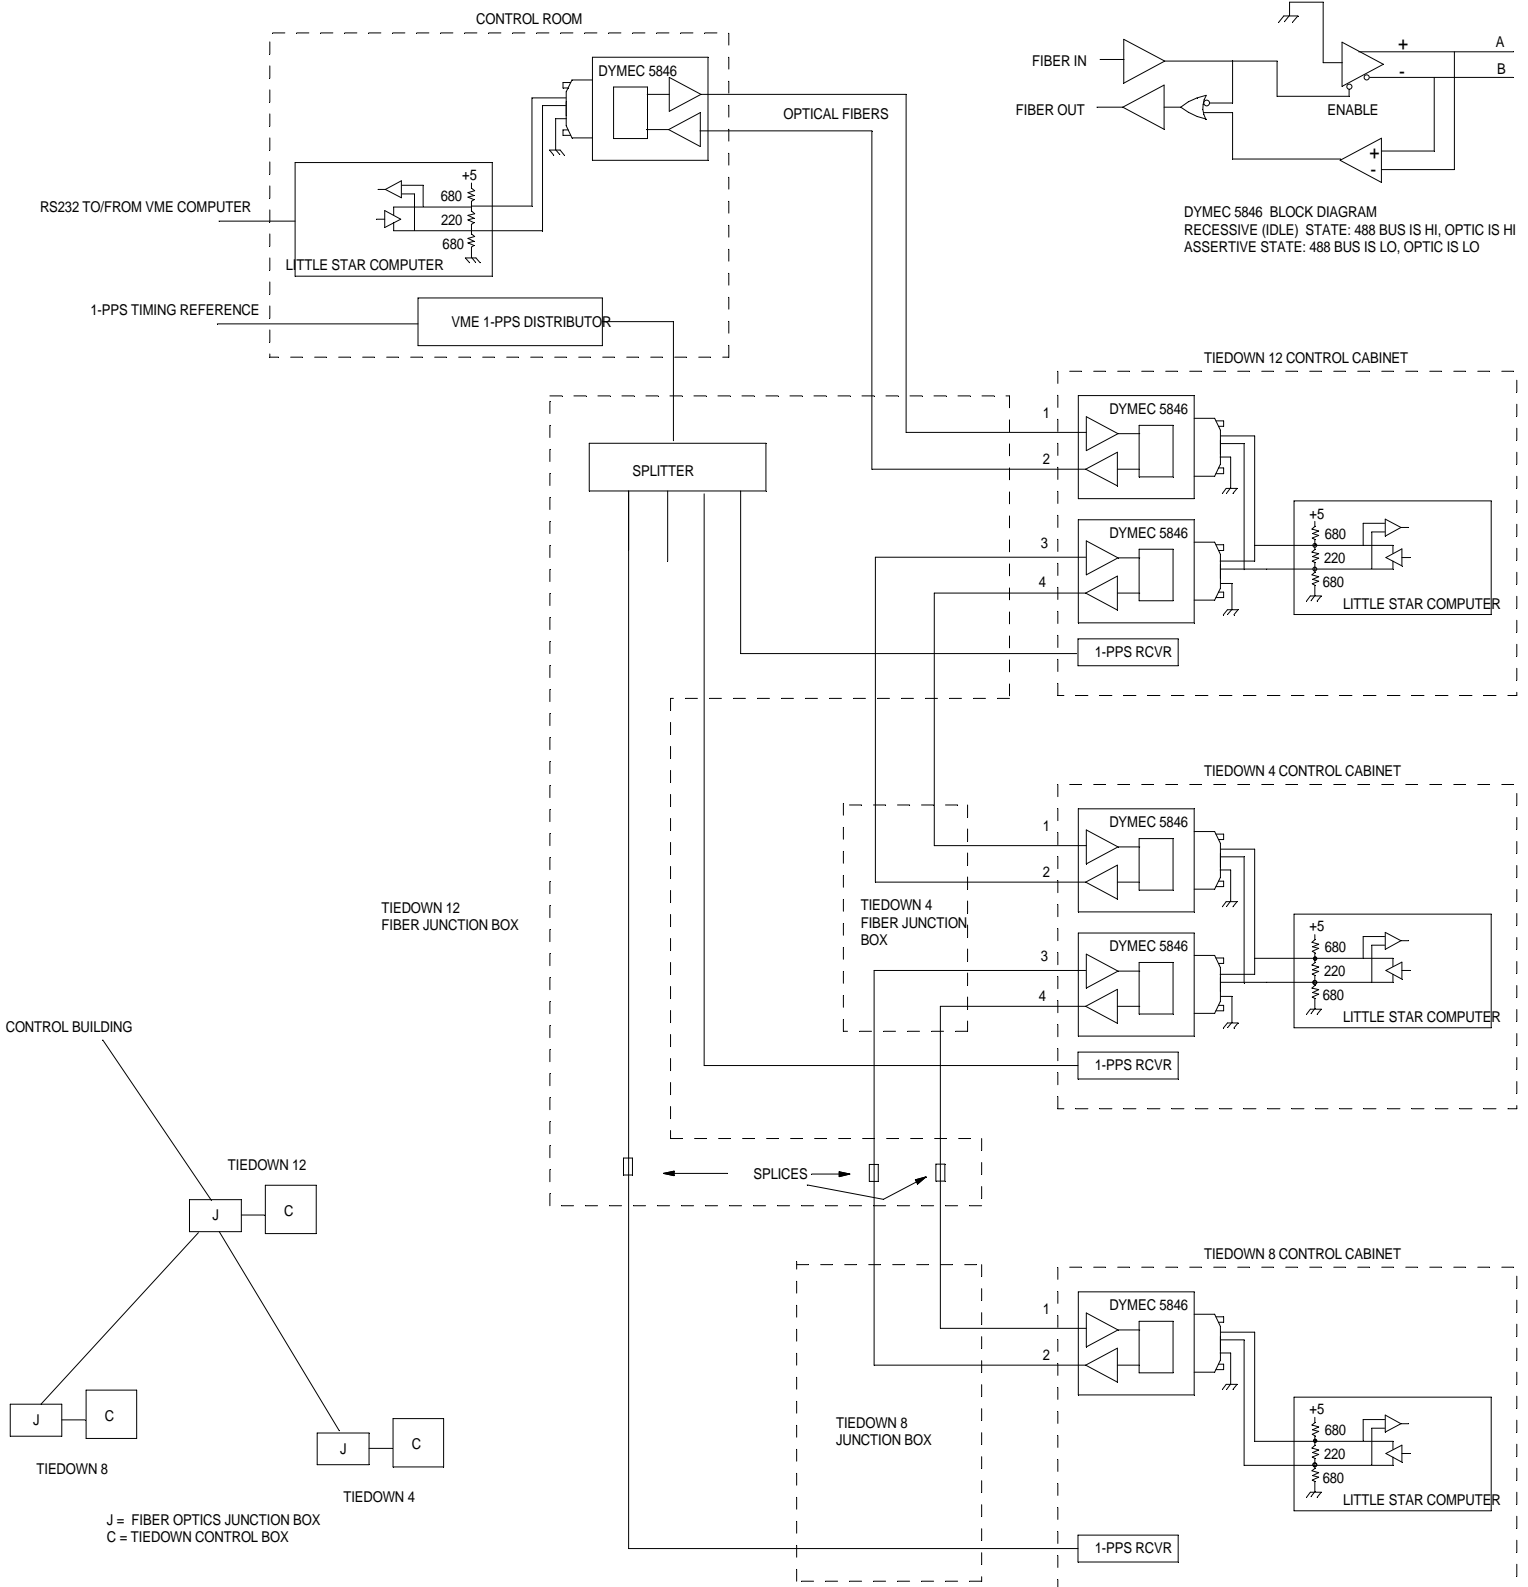 CONTROL ROOM
DYMEC 5846
OPTICAL FIBERS
+5
680
220
680
LITTLE STAR COMPUTER
RS232 TO/FROM VME COMPUTER
1-PPS TIMING REFERENCE
VME 1-PPS DISTRIBUTOR
FIBER IN
FIBER OUT
+
-
A
B
ENABLE
+
-
DYMEC 5846 BLOCK DIAGRAM
RECESSIVE (IDLE) STATE: 488 BUS IS HI, OPTIC IS HI
ASSERTIVE STATE: 488 BUS IS LO, OPTIC IS LO
SPLITTER
TIEDOWN 12 CONTROL CABINET
1
2
DYMEC 5846
3
4
DYMEC 5846
+5
680
220
680
LITTLE STAR COMPUTER
1-PPS RCVR
TIEDOWN 4 CONTROL CABINET
1
2
DYMEC 5846
3
4
DYMEC 5846
+5
680
220
680
LITTLE STAR COMPUTER
1-PPS RCVR
TIEDOWN 12
FIBER JUNCTION BOX
TIEDOWN 4
FIBER JUNCTION
BOX
SPLICES
TIEDOWN 8 CONTROL CABINET
1
2
DYMEC 5846
+5
680
220
680
LITTLE STAR COMPUTER
1-PPS RCVR
TIEDOWN 8
JUNCTION BOX
CONTROL BUILDING
TIEDOWN 12
J
C
J
C
TIEDOWN 8
J
C
TIEDOWN 4
J = FIBER OPTICS JUNCTION BOX
C = TIEDOWN CONTROL BOX